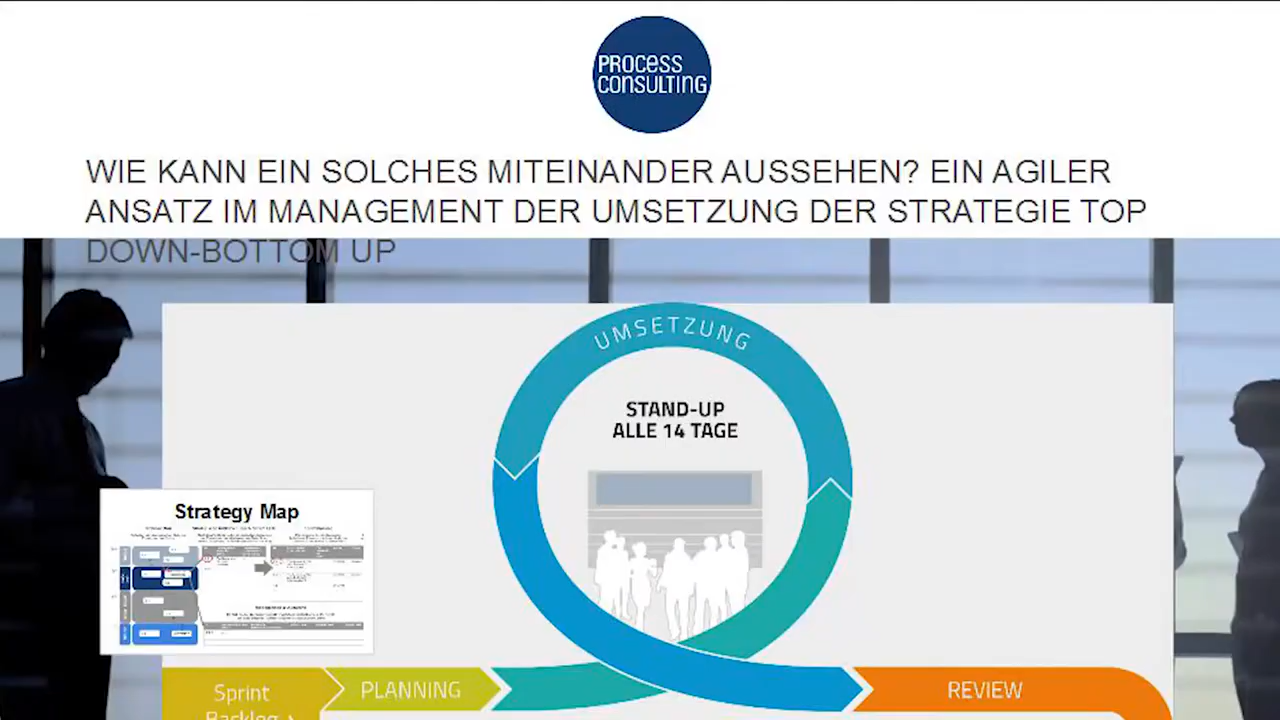 PROCESS
CONSULTING
WIE KANN EIN SOLCHES MITEINANDER AUSSEHEN? EIN AGILER
ANSATZ IM MANAGEMENT DER UMSETZUNG DER STRATEGIE TOP
DOWN-BOTTOM UP
UMSETZUNG
STAND-UP
ALLE 14 TAGE
Strategy Map
Sprint
Backlog
PLANNING
REVIEW